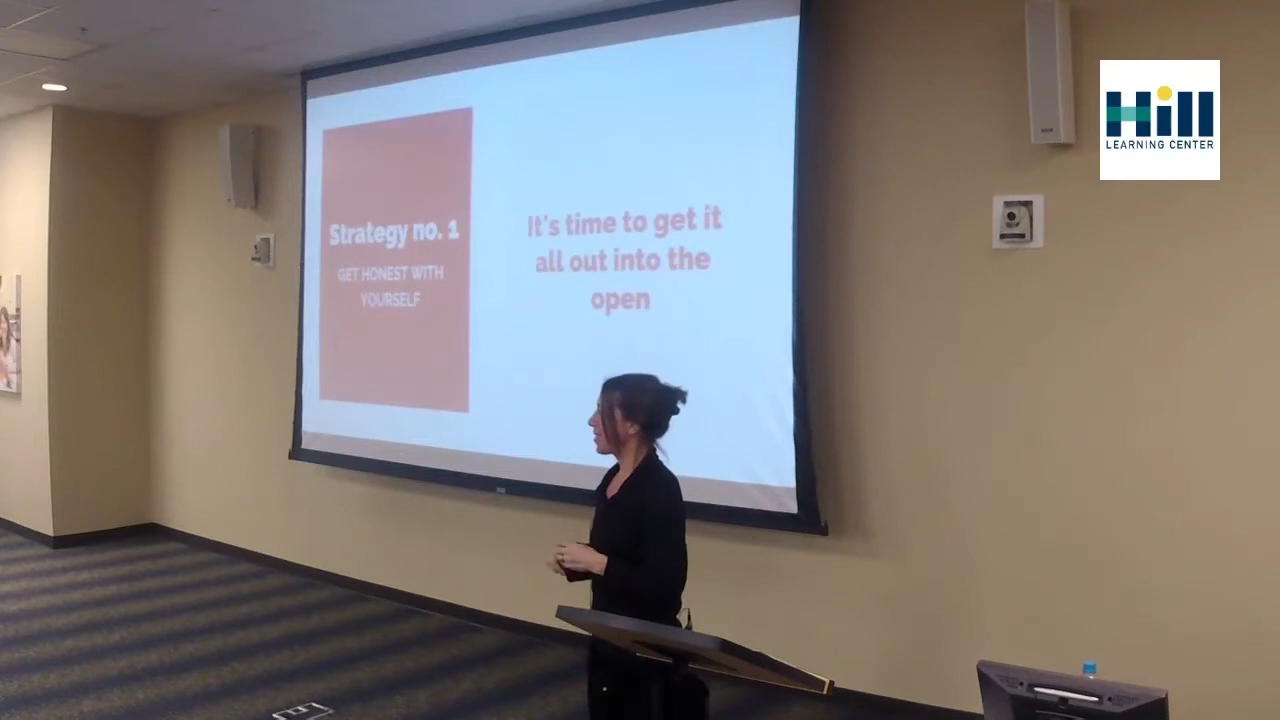 Strategy no. 1
GET HONEST WITH
YOURSELF
It's time to get it
all out into the
open
Hill
LEARNING CENTER